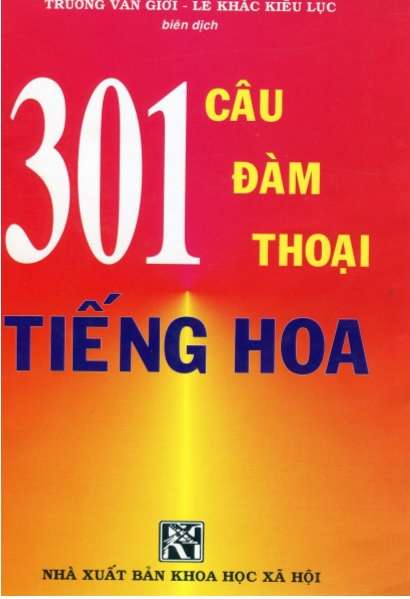 TRƯƠNG VĂN GIỚI - LÊ KHẮC KIỀU LỤC
biên dịch
301
CÂU
ĐÀM
THOẠI
TIẾNG HOA
NHÀ XUẤT BẢN KHOA HỌC XÃ HỘI